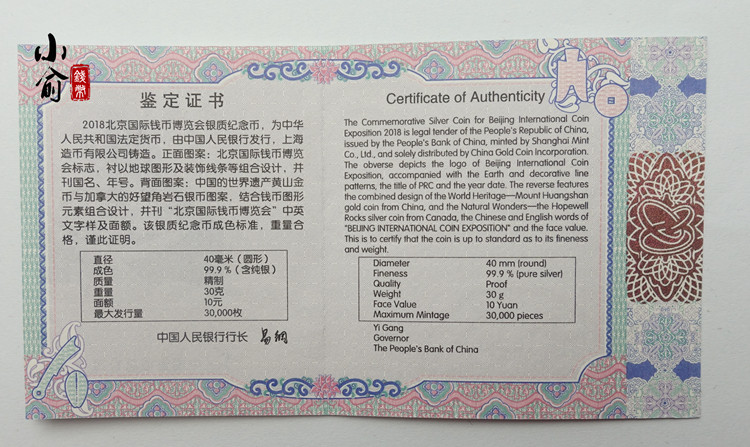 小俞
錢幣
鉴定证书
2018北京国际钱币博览会银质纪念币，为中华
人民共和国法定货币，由中国人民银行发行，上海
造币有限公司铸造。正面图案：北京国际钱币博览会
标志，衬以地球图形及装饰线条等组合设计，并
刊国名、年号。背面图案：中国的世界遗产黄山金
币与加拿大的好望角岩石银币图案，结合钱币图形
元素组合设计，并刊“北京国际钱币博览会”中英
文字样及面额。该银质纪念币成色标准，重量合
格，谨此证明。
直径 40毫米（圆形）
成色 99.9％（含纯银）
质量 精制
重量 30克
面额 10元
最大发行量 30,000枚
中国人民银行行长 易纲
Certificate of Authenticity
The Commemorative Silver Coin for Beijing International Coin
Exposition 2018 is legal tender of the People's Republic of China,
issued by the People's Bank of China, minted by Shanghai Mint
Co., Ltd., and solely distributed by China Gold Coin Incorporation.
The obverse depicts the logo of Beijing International Coin
Exposition, accompanied with the Earth and decorative line
patterns, the title of PRC and the year date. The reverse features
the combined design of the World Heritage—Mount Huangshan
gold coin from China, and the Natural Wonders—the Hopewell
Rocks silver coin from Canada, the Chinese and English words of
"BEIJING INTERNATIONAL COIN EXPOSITION" and the face value.
This is to certify that the coin is up to standard as to its fineness
and weight.
Diameter 40 mm (round)
Fineness 99.9 % (pure silver)
Quality Proof
Weight 30 g
Face Value 10 Yuan
Maximum Mintage 30,000 pieces
Yi Gang
Governor
The People's Bank of China